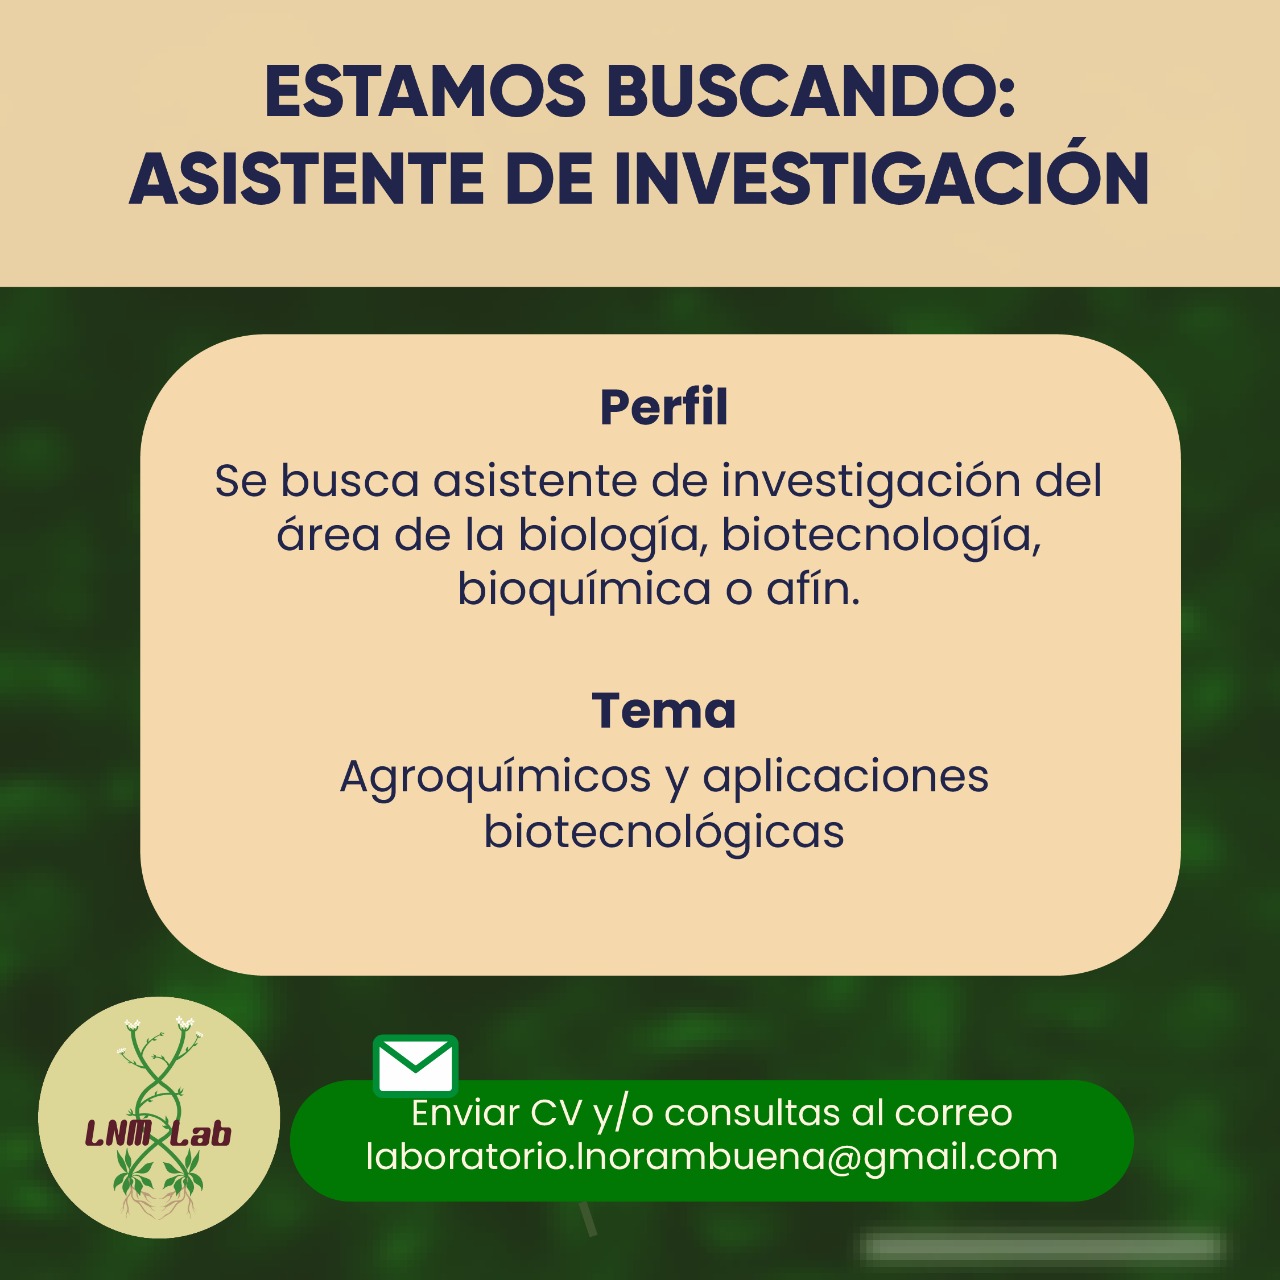 ESTAMOS BUSCANDO:
ASISTENTE DE INVESTIGACIÓN
Perfil
Se busca asistente de investigación del
área de la biología, biotecnología,
bioquímica o afín.
Tema
Agroquímicos y aplicaciones
biotecnológicas
LNM Lab
Enviar CV y/o consultas al correo
laboratorio.lnorambuena@gmail.com